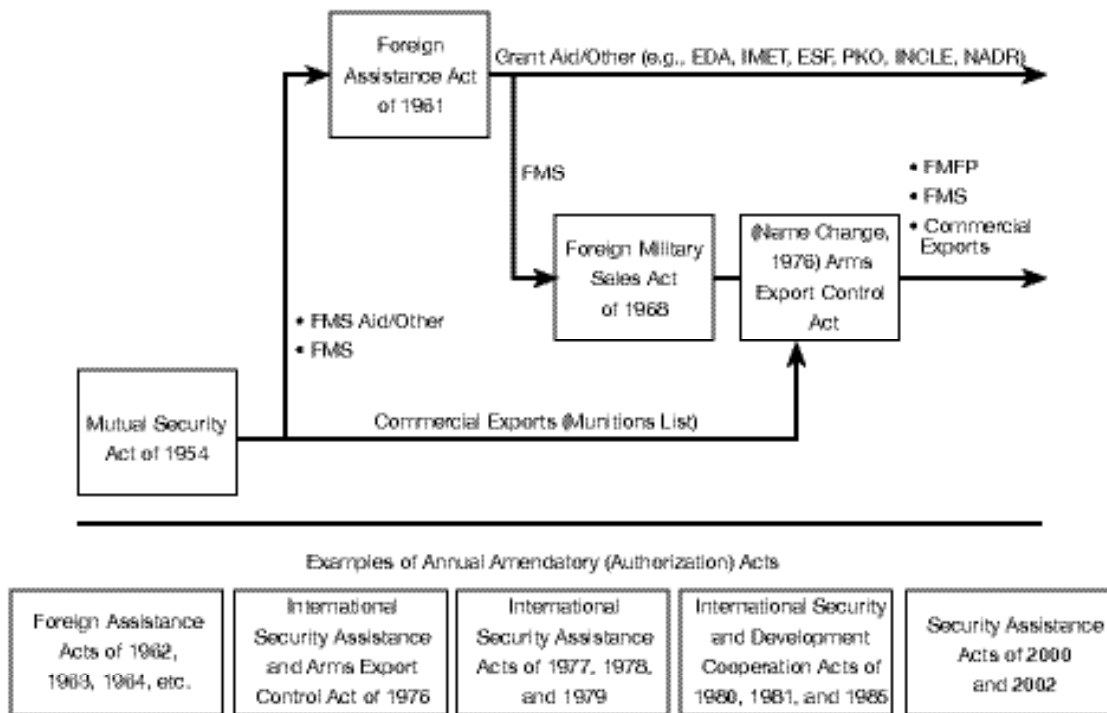 Foreign
Assistance Act
of 1961
Grant Aid/Other (e.g., EDA, IMET, ESF, PKO, INCLE, NADR)
FMS
• FMFP
• FMS
• Commercial
Exports
Foreign Military
Sales Act
of 1968
(Name Change,
1976) Arms
Export Control
Act
• FMS Aid/Other
• FMS
Mutual Security
Act of 1954
Commercial Exports (Munitions List)
Examples of Annual Amendatory (Authorization) Acts
Foreign Assistance
Acts of 1962,
1963, 1964, etc.
International
Security Assistance
and Arms Export
Control Act of 1976
International
Security Assistance
Acts of 1977, 1978,
and 1979
International Security
and Development
Cooperation Acts of
1980, 1981, and 1985
Security Assistance
Acts of 2000
and 2002